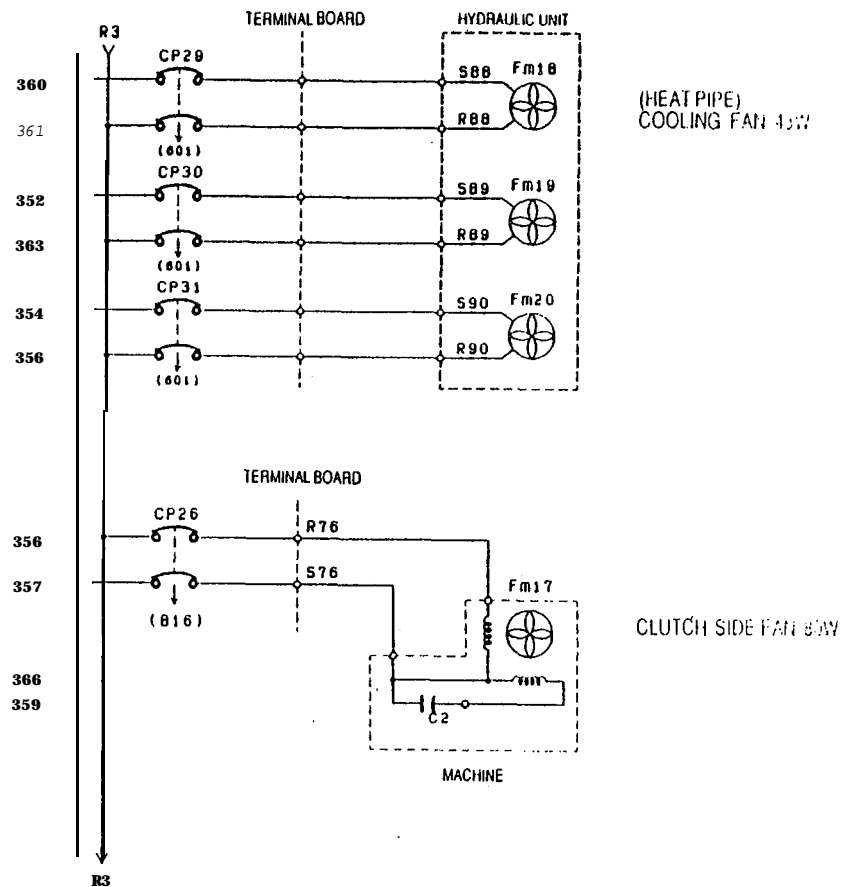 TERMINAL BOARD
HYDRAULIC UNIT
R3
CP29
360
S88
Fm18
(HEAT PIPE)
COOLING FAN
361
R88
(601)
CP30
352
S89
Fm19
363
R89
(601)
CP31
354
S90
Fm20
356
R90
(601)
TERMINAL BOARD
CP26
356
R76
357
S76
Fm17
(816)
CLUTCH SIDE FAN
366
359
C2
MACHINE
R3